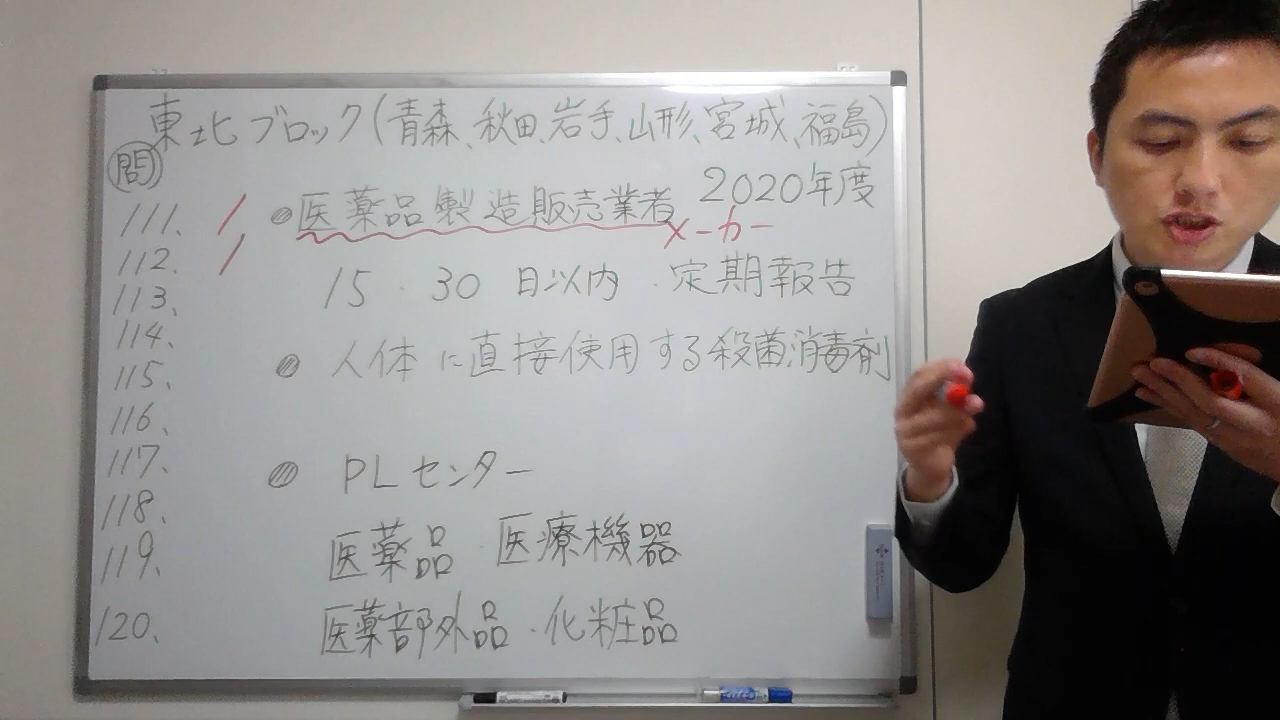 東北ブロック(青森、秋田、岩手、山形、宮城、福島)
問
2020年度
111.
● 医薬品製造販売業者
メーカー
112.
15・30日以内・定期報告
113、
114、
● 人体に直接使用する殺菌消毒剤
115、
116、
117、
● PLセンター
118、
119、
医薬品・医療機器
120、
医薬部外品・化粧品